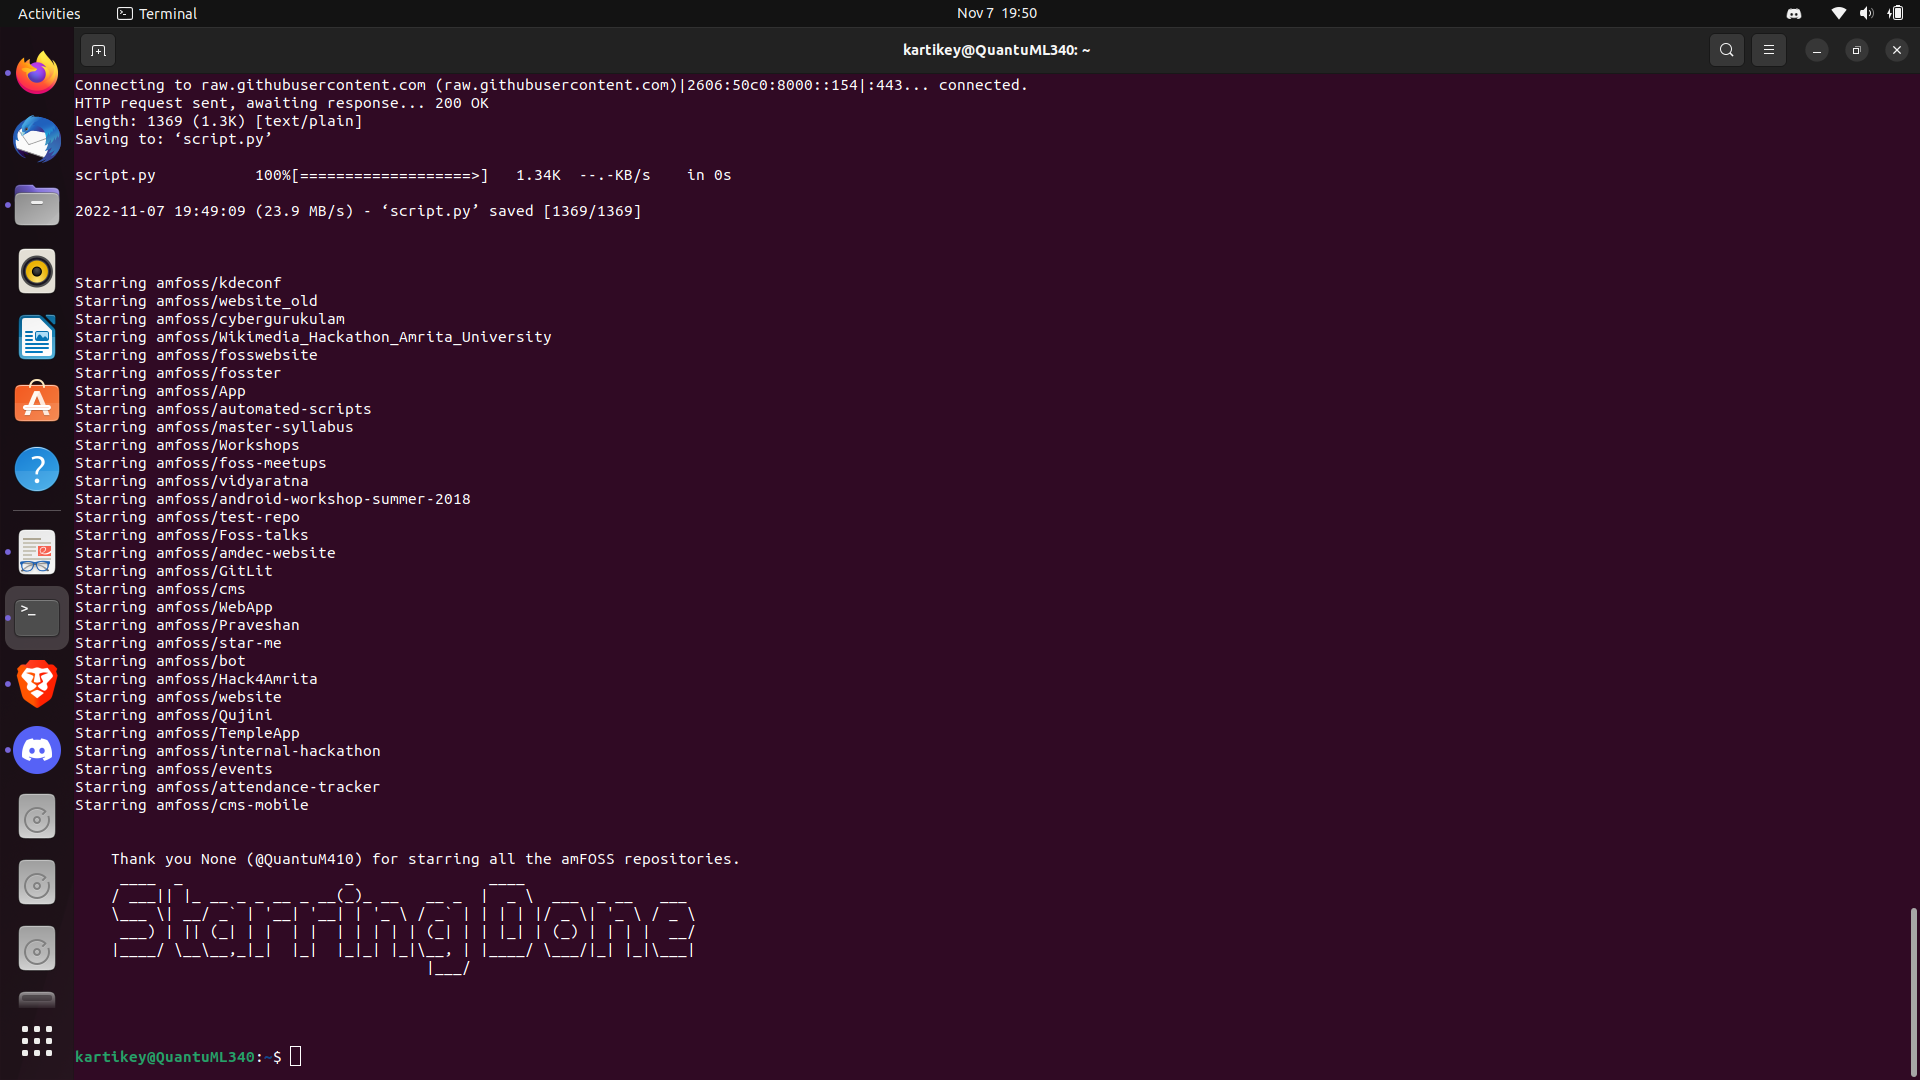 Activities
Terminal
Nov 7 19:50
kartikey@QuantuML340: ~
Connecting to raw.githubusercontent.com (raw.githubusercontent.com)|2606:50c0:8000::154|:443... connected.
HTTP request sent, awaiting response... 200 OK
Length: 1369 (1.3K) [text/plain]
Saving to: ‘script.py’
script.py           100%[===================>]   1.34K  --.-KB/s    in 0s
2022-11-07 19:49:09 (23.9 MB/s) - ‘script.py’ saved [1369/1369]
Starring amfoss/kdeconf
Starring amfoss/website_old
Starring amfoss/cybergurukulam
Starring amfoss/Wikimedia_Hackathon_Amrita_University
Starring amfoss/fosswebsite
Starring amfoss/fosster
Starring amfoss/App
Starring amfoss/automated-scripts
Starring amfoss/master-syllabus
Starring amfoss/Workshops
Starring amfoss/foss-meetups
Starring amfoss/vidyaratna
Starring amfoss/android-workshop-summer-2018
Starring amfoss/test-repo
Starring amfoss/Foss-talks
Starring amfoss/amdec-website
Starring amfoss/GitLit
Starring amfoss/cms
Starring amfoss/WebApp
Starring amfoss/Praveshan
Starring amfoss/star-me
Starring amfoss/bot
Starring amfoss/Hack4Amrita
Starring amfoss/website
Starring amfoss/Qujini
Starring amfoss/TempleApp
Starring amfoss/internal-hackathon
Starring amfoss/events
Starring amfoss/attendance-tracker
Starring amfoss/cms-mobile
Thank you None (@QuantuM410) for starring all the amFOSS repositories.
Starring Done
kartikey@QuantuML340:~$